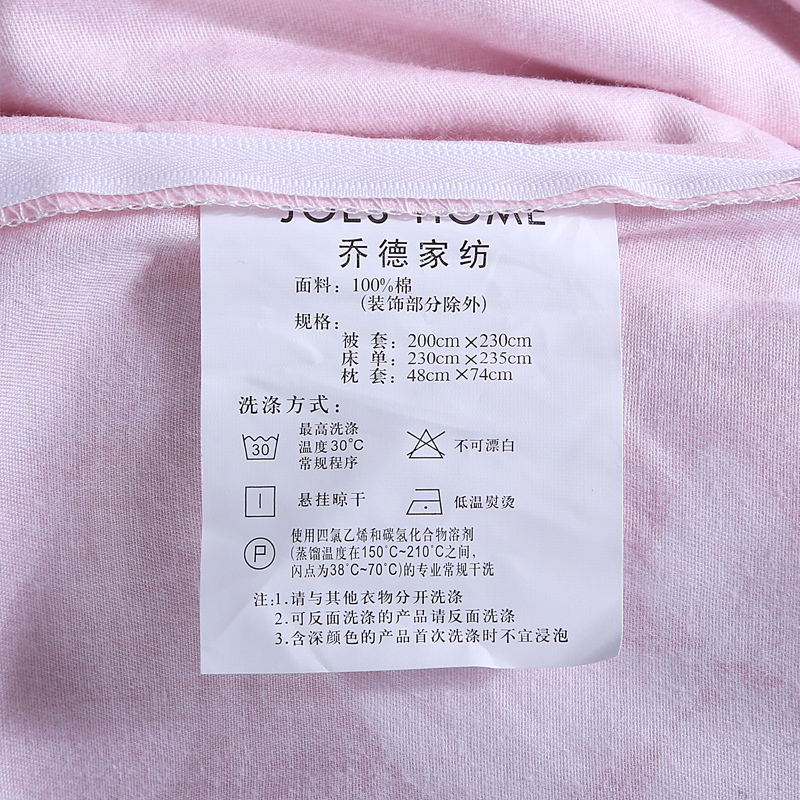 JOES HOME
乔德家纺
面料：100%棉
（装饰部分除外）
规格：
被 套：200cm×230cm
床 单：230cm×235cm
枕 套：48cm×74cm
洗涤方式：
30
最高洗涤
温度30℃
常规程序
不可漂白
悬挂晾干
低温熨烫
P
使用四氯乙烯和碳氢化合物溶剂
(蒸馏温度在150℃~210℃之间，
闪点为38℃~70℃)的专业常规干洗
注:1.请与其他衣物分开洗涤
2.可反面洗涤的产品请反面洗涤
3.含深颜色的产品首次洗涤时不宜浸泡